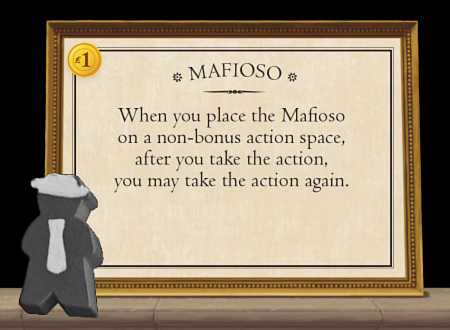 £1
MAFIOSO
When you place the Mafioso
on a non-bonus action space,
after you take the action,
you may take the action again.